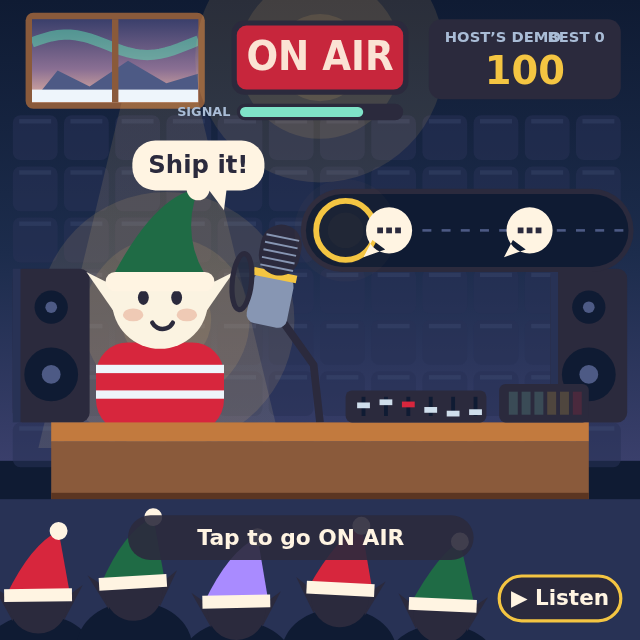 ON AIR
HOST'S DEMO
BEST 0
100
SIGNAL
Ship it!
Tap to go ON AIR
▶ Listen